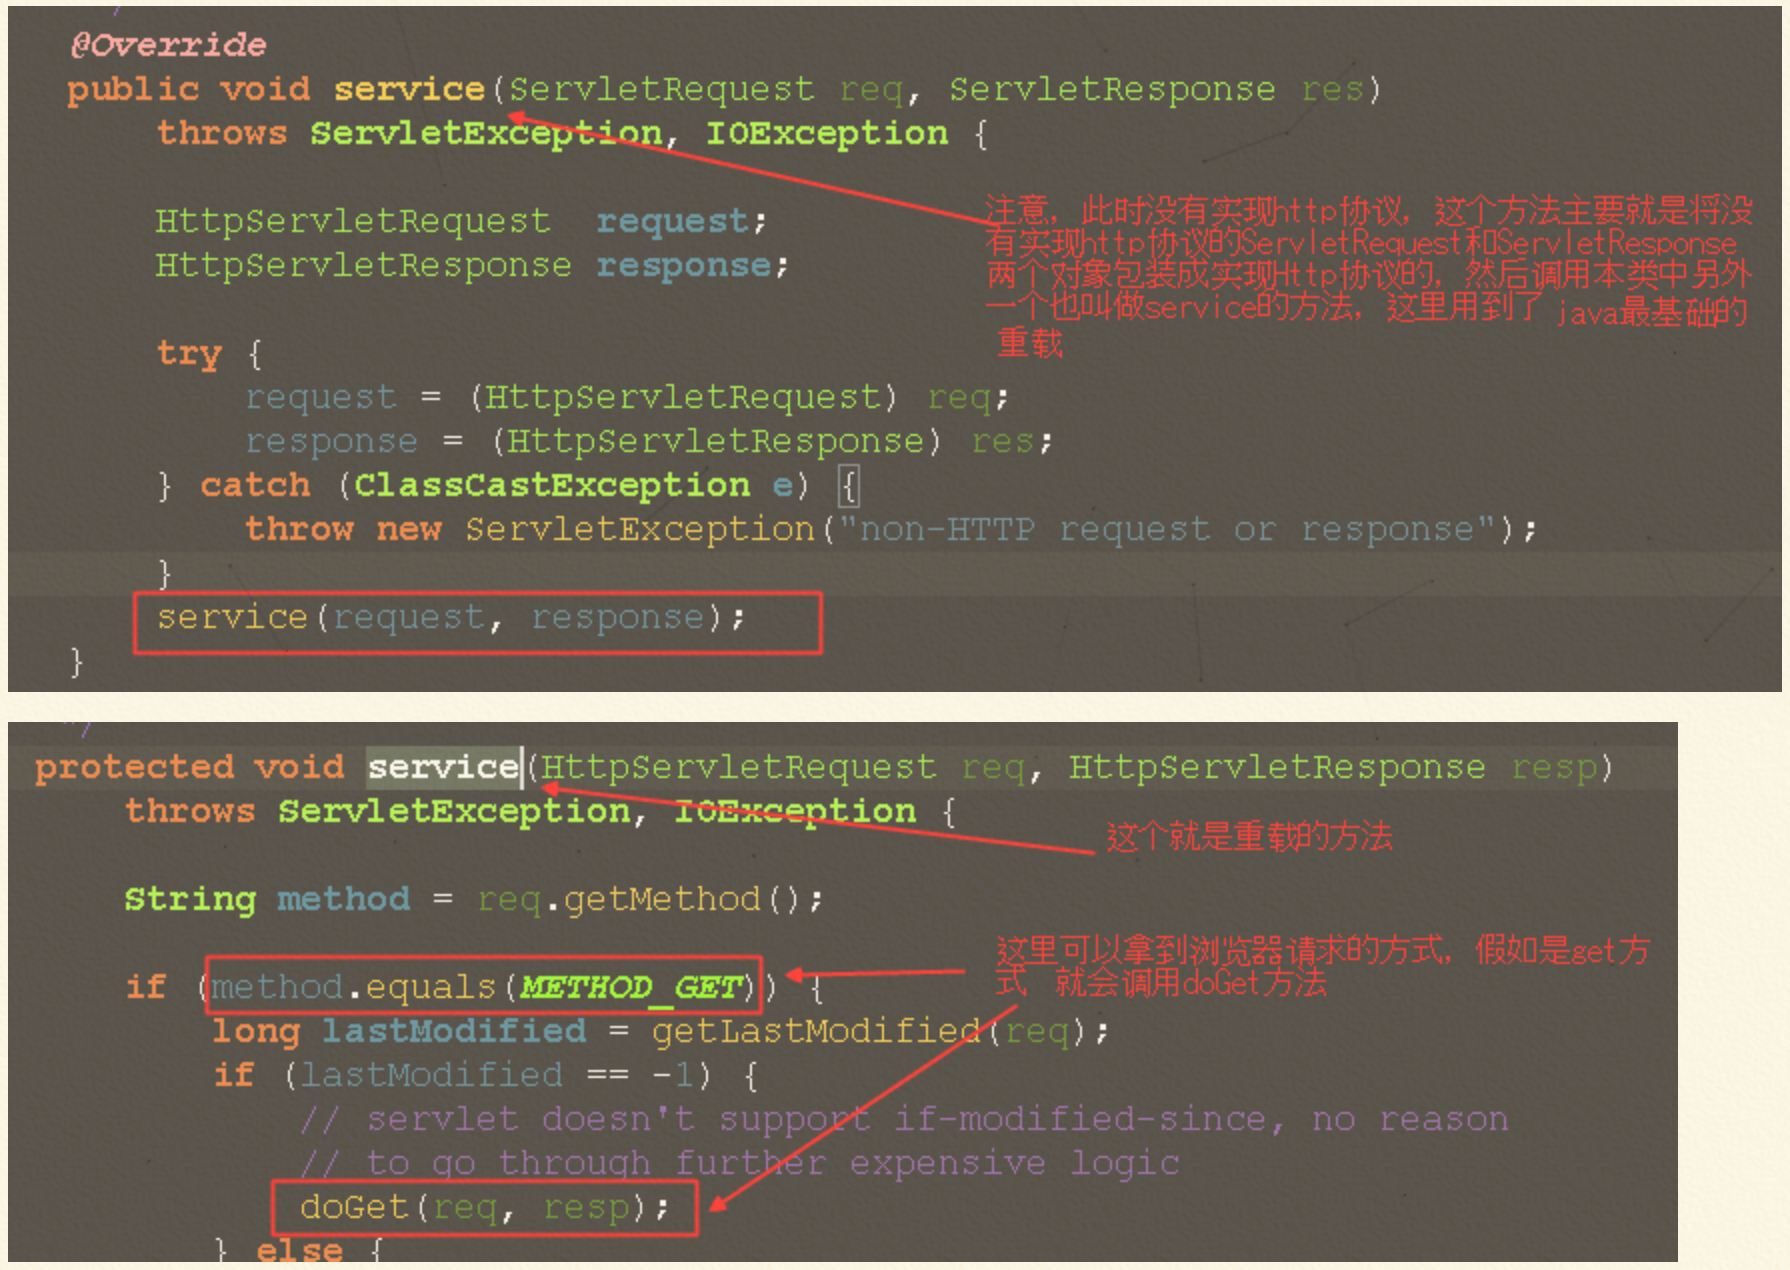 @Override
public void service(ServletRequest req, ServletResponse res)
throws ServletException, IOException {
HttpServletRequest request;
HttpServletResponse response;
注意，此时没有实现http协议，这个方法主要就是将没
有实现http协议的ServletRequest和ServletResponse
两个对象包装成实现Http协议的，然后调用本类中另外
一个也叫做service的方法，这里用到了 java最基础的
重载
try {
request = (HttpServletRequest) req;
response = (HttpServletResponse) res;
} catch (ClassCastException e) {
throw new ServletException("non-HTTP request or response");
}
service(request, response);
}
*/
protected void service(HttpServletRequest req, HttpServletResponse resp)
throws ServletException, IOException {
这个就是重载的方法
String method = req.getMethod();
这里可以拿到浏览器请求的方式，假如是get方
式 就会调用doGet方法
if (method.equals(METHOD_GET)) {
long lastModified = getLastModified(req);
if (lastModified == -1) {
// servlet doesn't support if-modified-since, no reason
// to go through further expensive logic
doGet(req, resp);
} else {